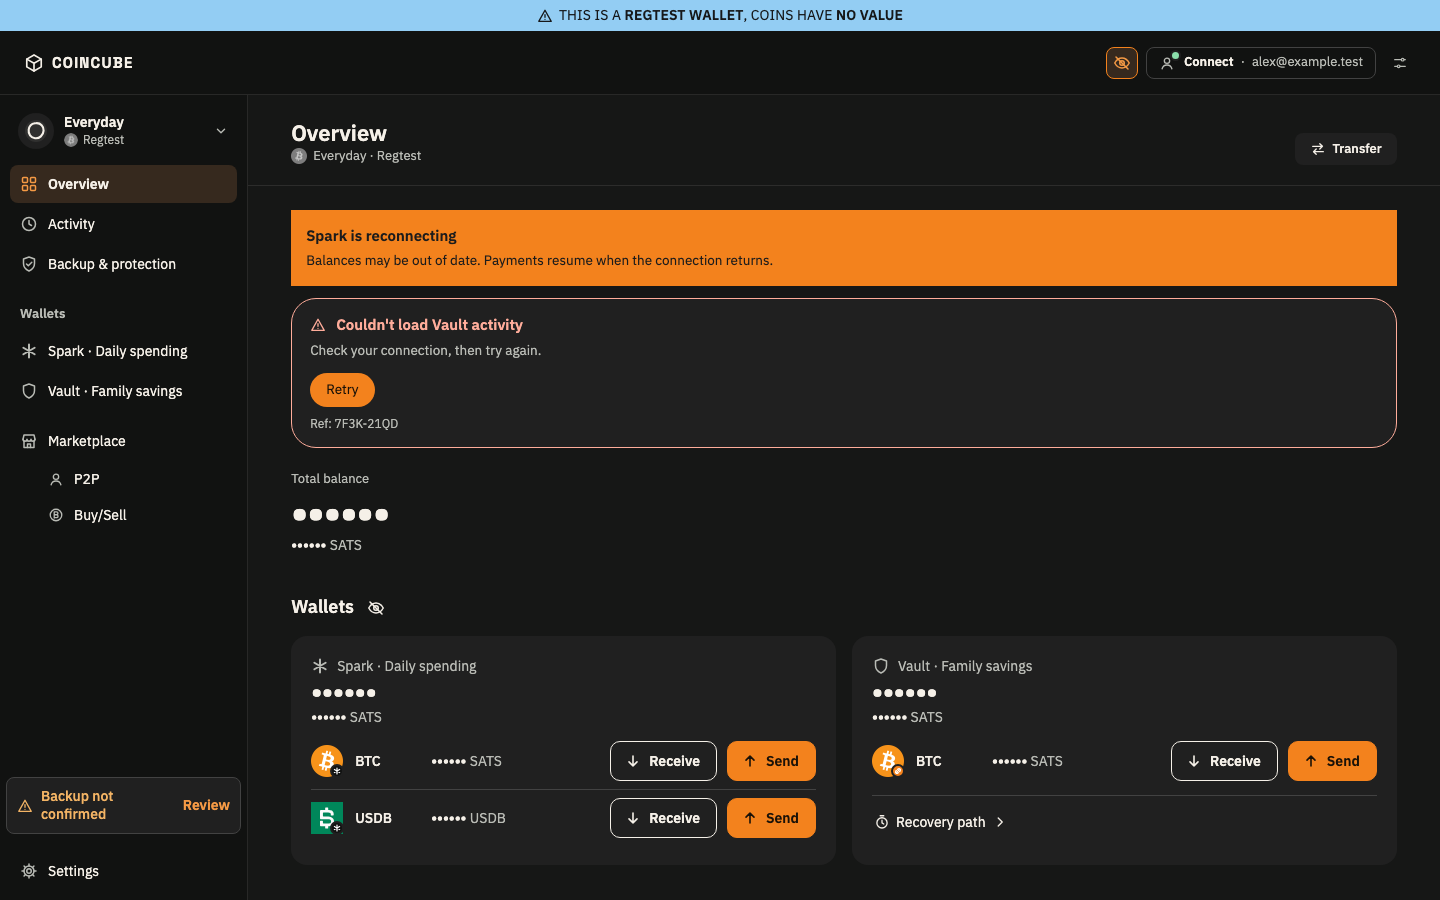 THIS IS A REGTEST WALLET, COINS HAVE NO VALUE
COINCUBE
Connect · alex@example.test
Everyday
Regtest
Overview
Activity
Backup & protection
Wallets
Spark · Daily spending
Vault · Family savings
Marketplace
P2P
Buy/Sell
Backup not
confirmed
Review
Settings
Overview
Everyday · Regtest
Transfer
Spark is reconnecting
Balances may be out of date. Payments resume when the connection returns.
Couldn't load Vault activity
Check your connection, then try again.
Retry
Ref: 7F3K-21QD
Total balance
••••••
•••••• SATS
Wallets
Spark · Daily spending
••••••
•••••• SATS
BTC •••••• SATS Receive Send
USDB •••••• USDB Receive Send
Vault · Family savings
••••••
•••••• SATS
BTC •••••• SATS Receive Send
Recovery path